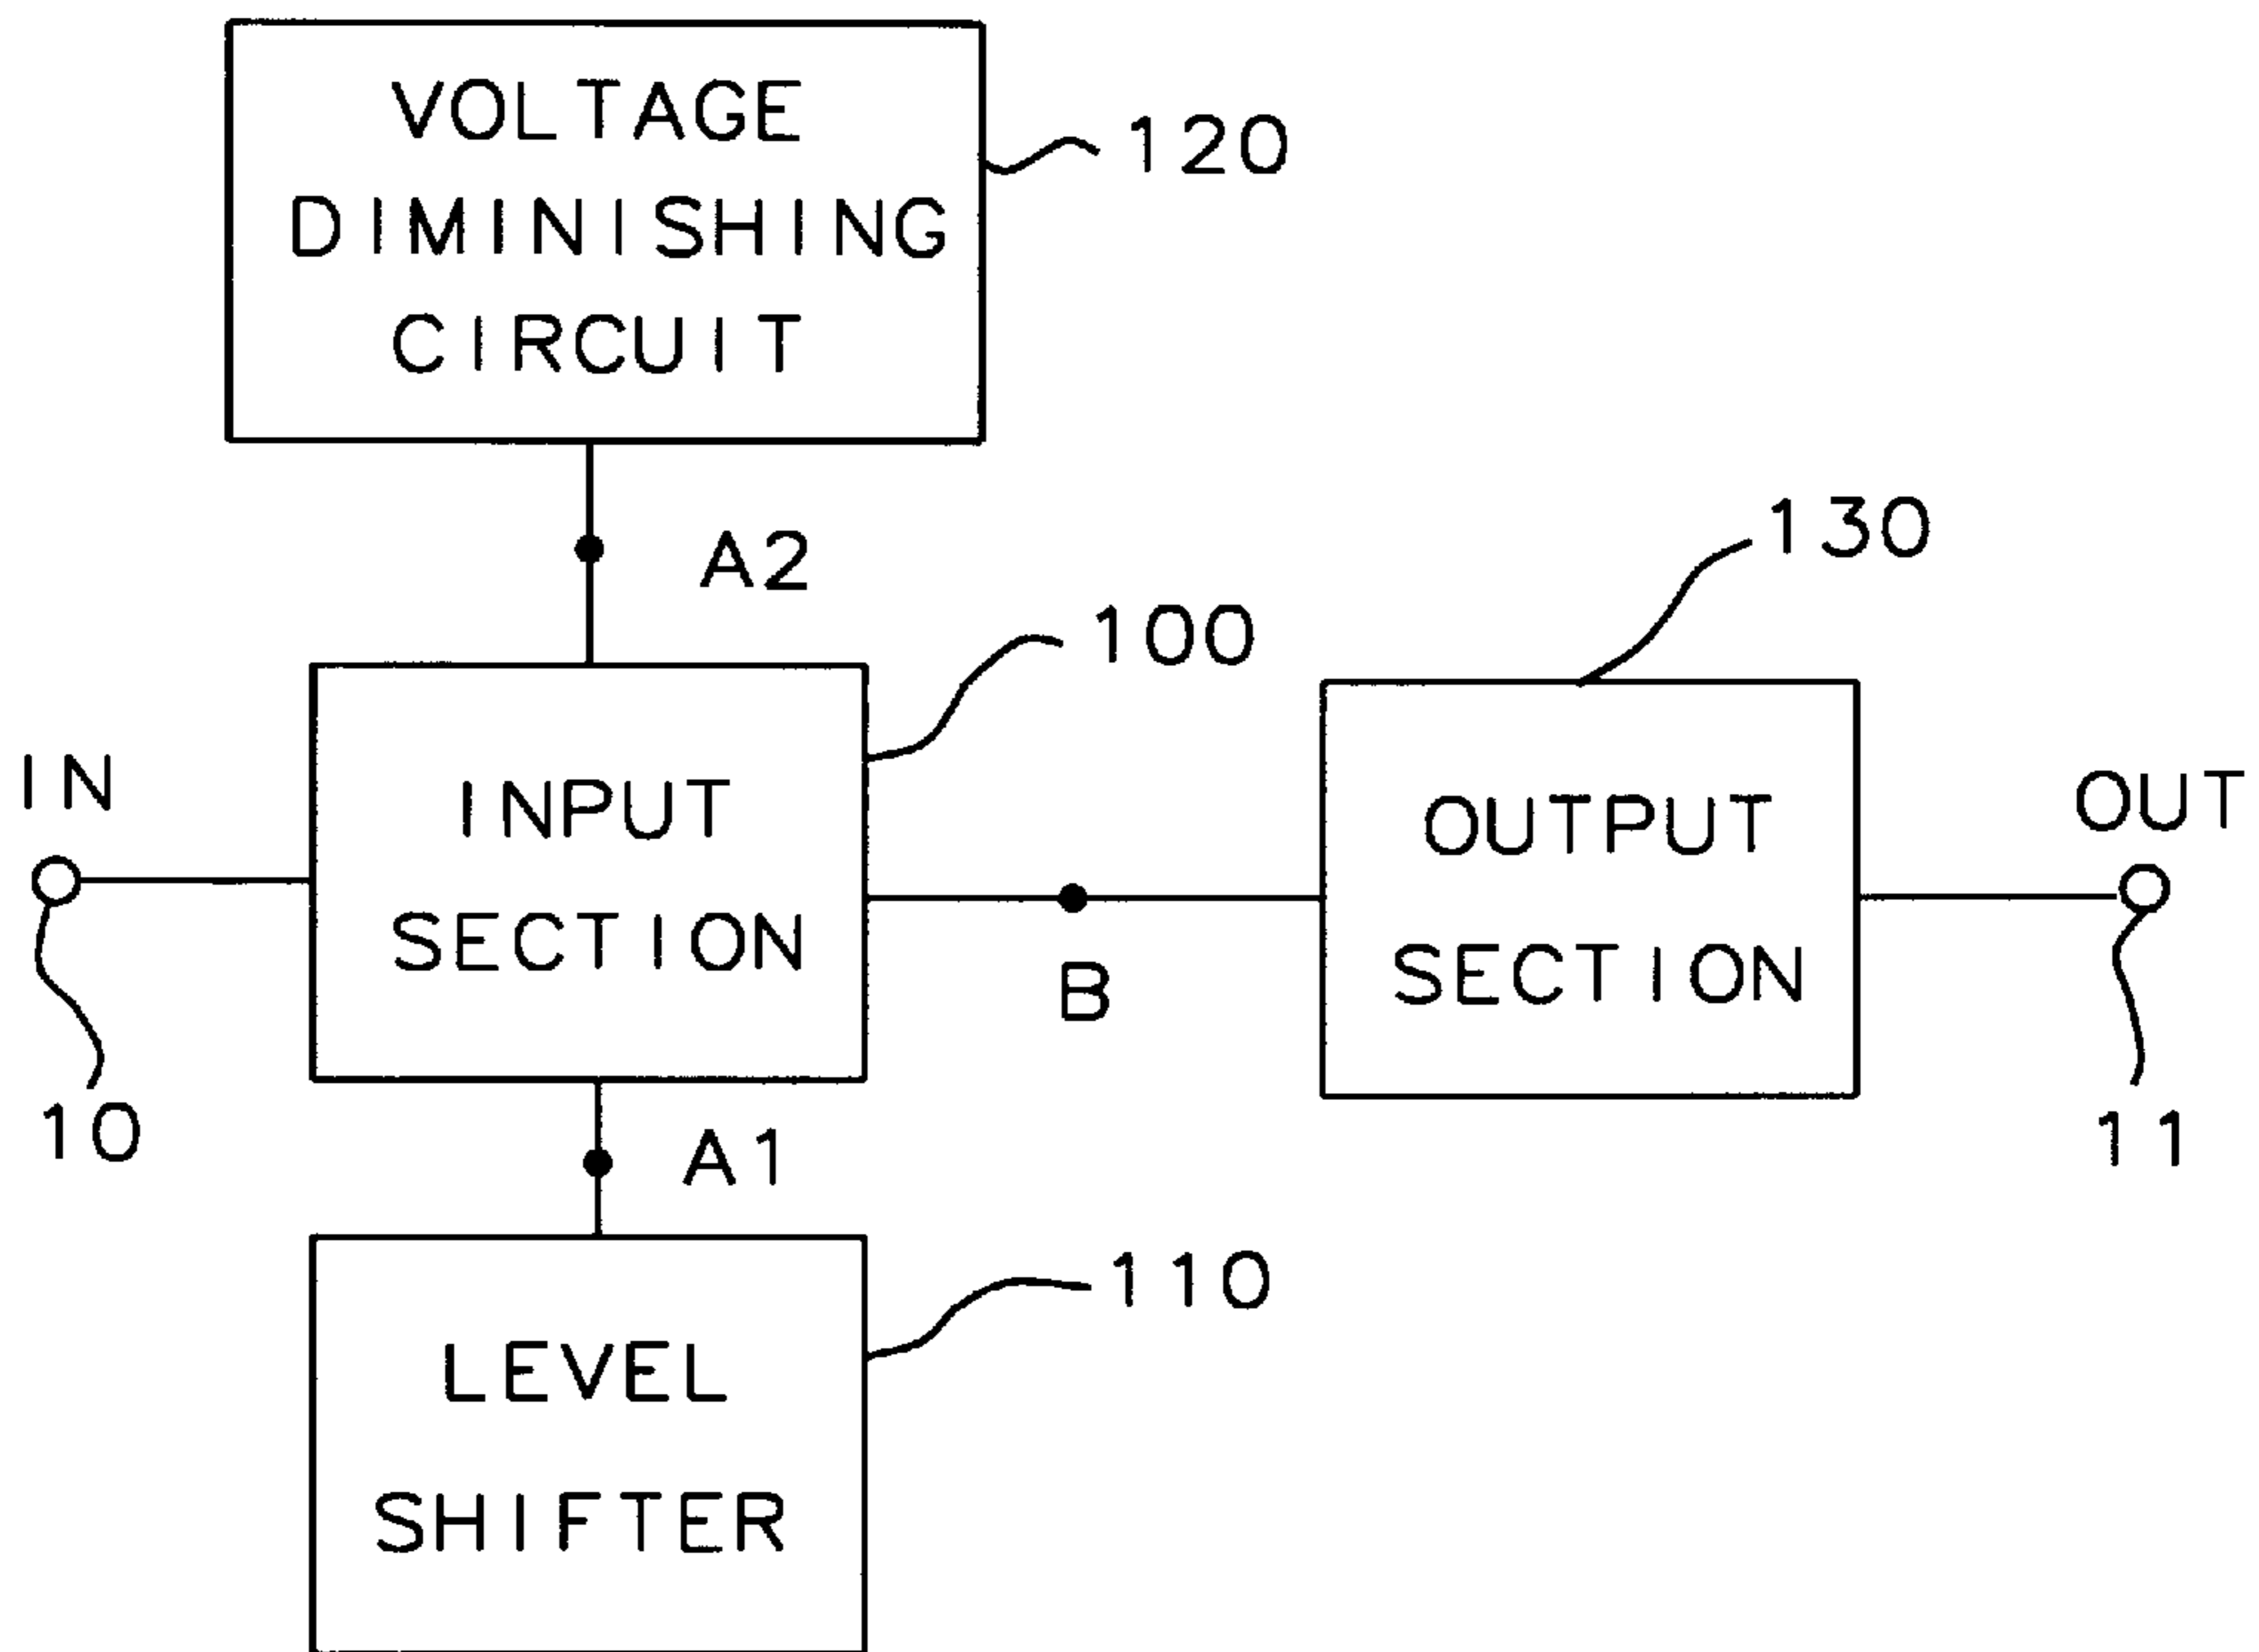 VOLTAGE
DIMINISHING
CIRCUIT
120
A2
130
100
IN
INPUT
SECTION
OUTPUT
SECTION
OUT
B
10
A1
11
110
LEVEL
SHIFTER